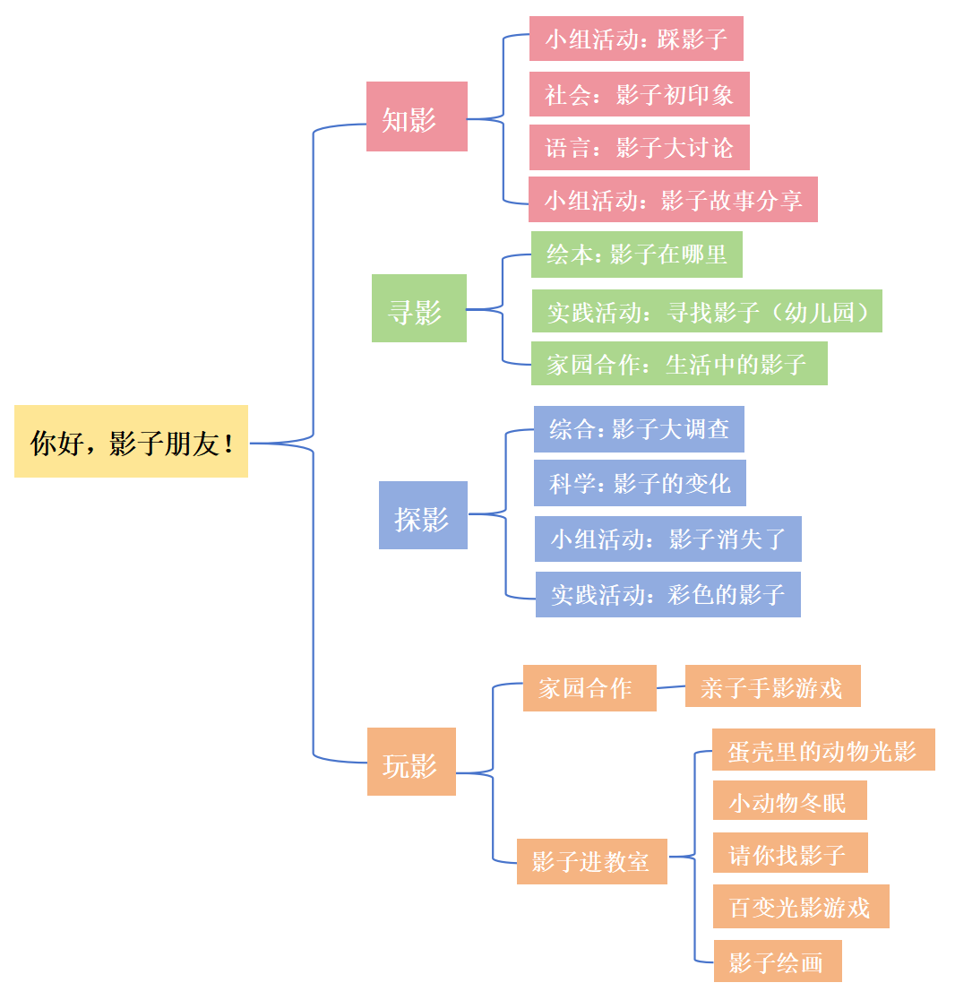 你好，影子朋友！
知影
小组活动：踩影子
社会：影子初印象
语言：影子大讨论
小组活动：影子故事分享
寻影
绘本：影子在哪里
实践活动：寻找影子（幼儿园）
家园合作：生活中的影子
探影
综合：影子大调查
科学：影子的变化
小组活动：影子消失了
实践活动：彩色的影子
玩影
家园合作
亲子手影游戏
影子进教室
蛋壳里的动物光影
小动物冬眠
请你找影子
百变光影游戏
影子绘画